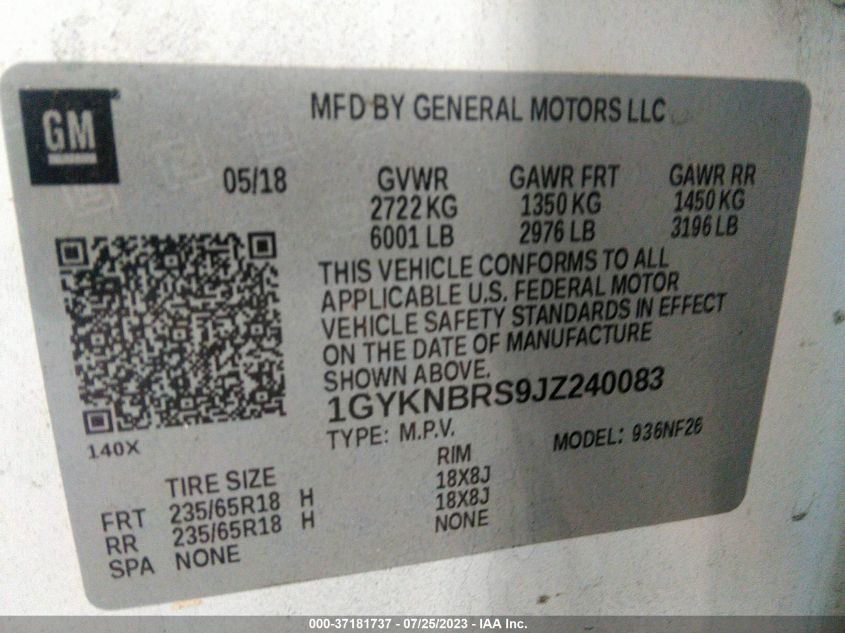 GM
MFD BY GENERAL MOTORS LLC
05/18 GVWR GAWR FRT GAWR RR
2722 KG 1350 KG 1450 KG
6001 LB 2976 LB 3196 LB
THIS VEHICLE CONFORMS TO ALL
APPLICABLE U.S. FEDERAL MOTOR
VEHICLE SAFETY STANDARDS IN EFFECT
ON THE DATE OF MANUFACTURE
SHOWN ABOVE.
1GYKNBRS9JZ240083
140X
TYPE: M.P.V. MODEL: 936NF26
TIRE SIZE RIM
FRT 235/65R18 H 18X8J
RR 235/65R18 H 18X8J
SPA NONE NONE
000-37181737 - 07/25/2023 - IAA Inc.